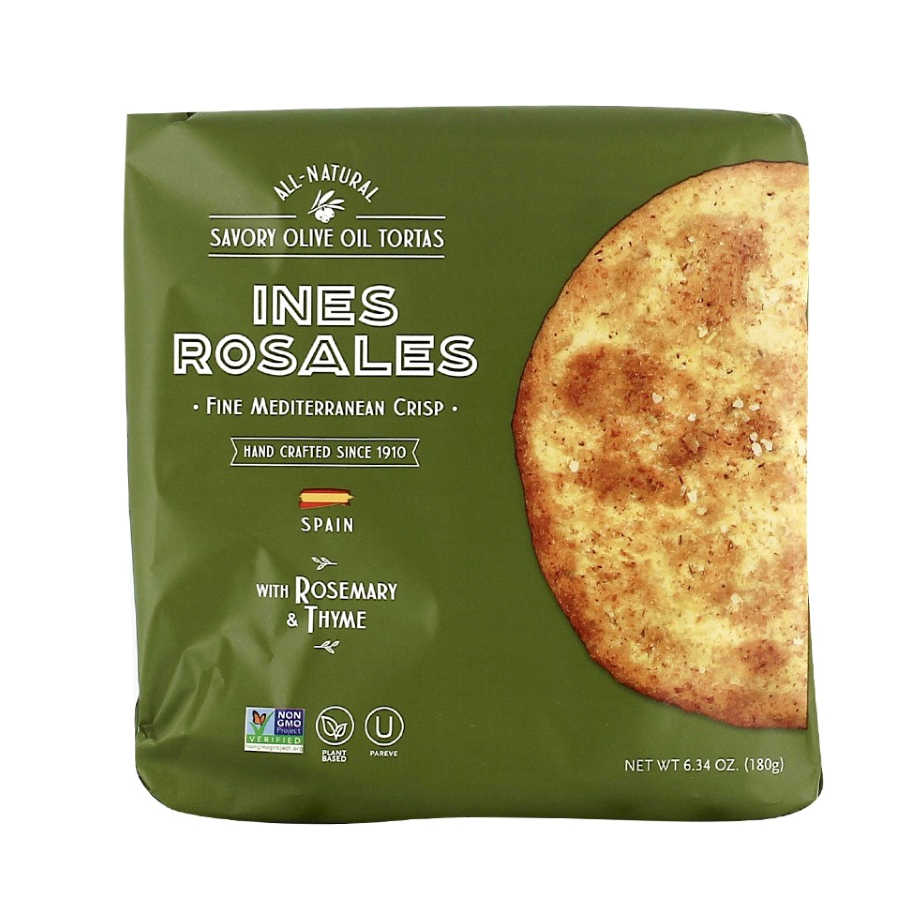 ALL-NATURAL
SAVORY OLIVE OIL TORTAS
INES
ROSALES
• FINE MEDITERRANEAN CRISP •
HAND CRAFTED SINCE 1910
SPAIN
WITH ROSEMARY
& THYME
NON
GMO
Project
VERIFIED
nongmoproject.org
PLANT
BASED
U
PAREVE
NET WT 6.34 OZ. (180g)